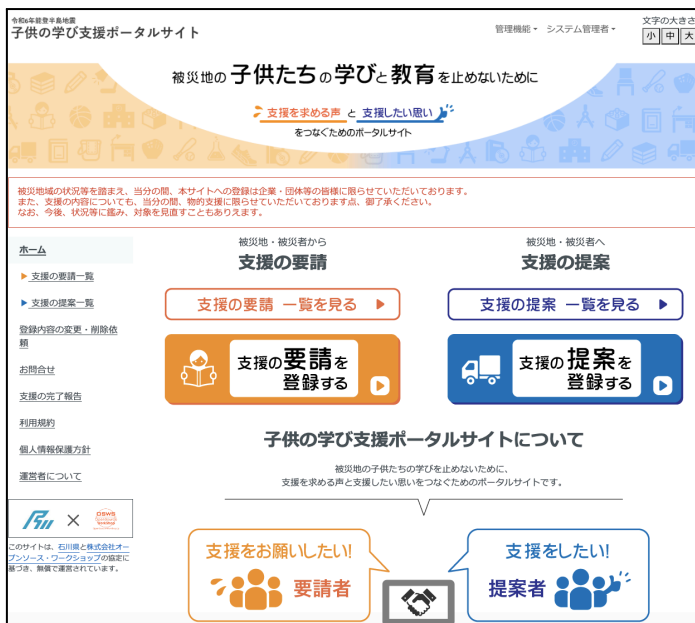 令和6年能登半島地震
子供の学び支援ポータルサイト
管理機能 システム管理者
文字の大きさ
小 中 大
被災地の 子供たちの学びと教育を止めないために
支援を求める声 と 支援したい思い
をつなぐためのポータルサイト
被災地域の状況等を踏まえ、当分の間、本サイトへの登録は企業・団体等の皆様に限らせていただいております。
また、支援の内容についても、当分の間、物的支援に限らせていただいております点、御了承ください。
なお、今後、状況等に鑑み、対象を見直すこともありえます。
ホーム
支援の要請一覧
支援の提案一覧
登録内容の変更・削除依
頼
お問合せ
支援の完了報告
利用規約
個人情報保護方針
運営者について
OSWS
このサイトは、石川県と株式会社オー
プンソース・ワークショップの協定に
基づき、無償で運営されています。
被災地・被災者から
支援の要請
支援の要請 一覧を見る
支援の要請を
登録する
被災地・被災者へ
支援の提案
支援の提案 一覧を見る
支援の提案を
登録する
子供の学び支援ポータルサイトについて
被災地の子供たちの学びを止めないために、
支援を求める声と支援したい思いをつなぐためのポータルサイトです。
支援をお願いしたい!
要請者
支援をしたい!
提案者